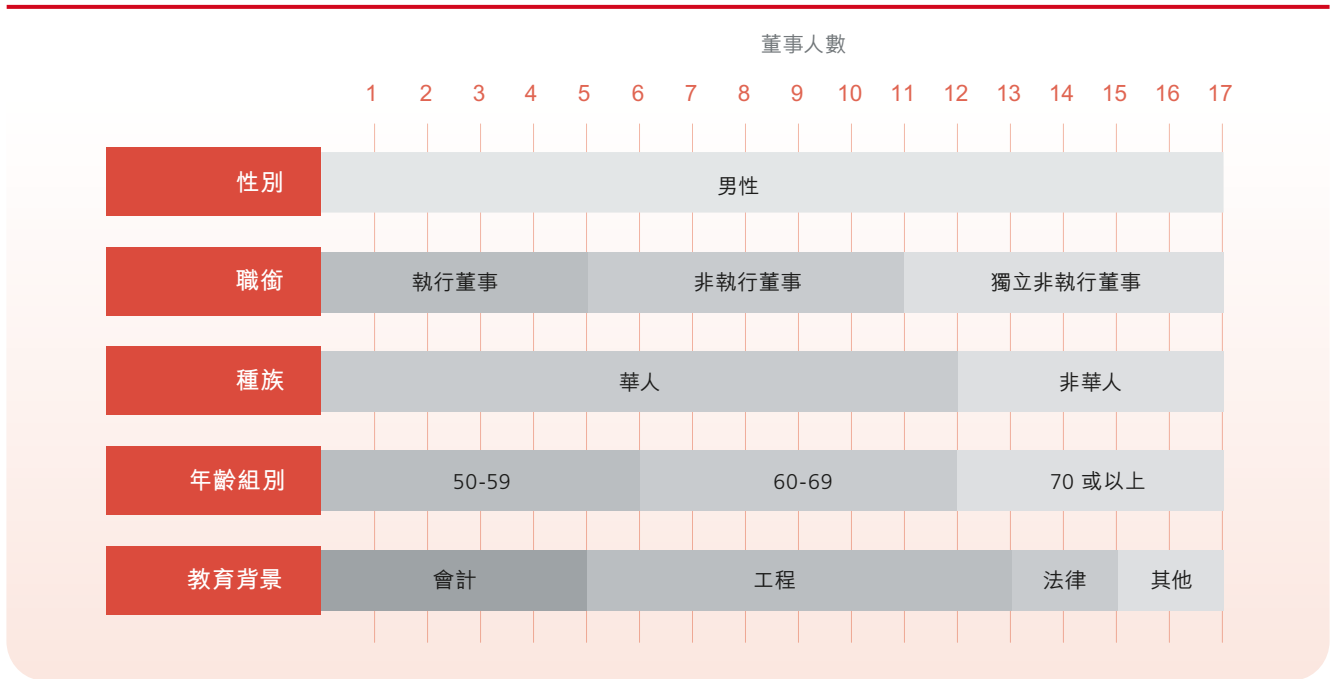 董事人數
1 2 3 4 5 6 7 8 9 10 11 12 13 14 15 16 17
性別 男性
職銜 執行董事 非執行董事 獨立非執行董事
種族 華人 非華人
年齡組別 50-59 60-69 70 或以上
教育背景 會計 工程 法律 其他